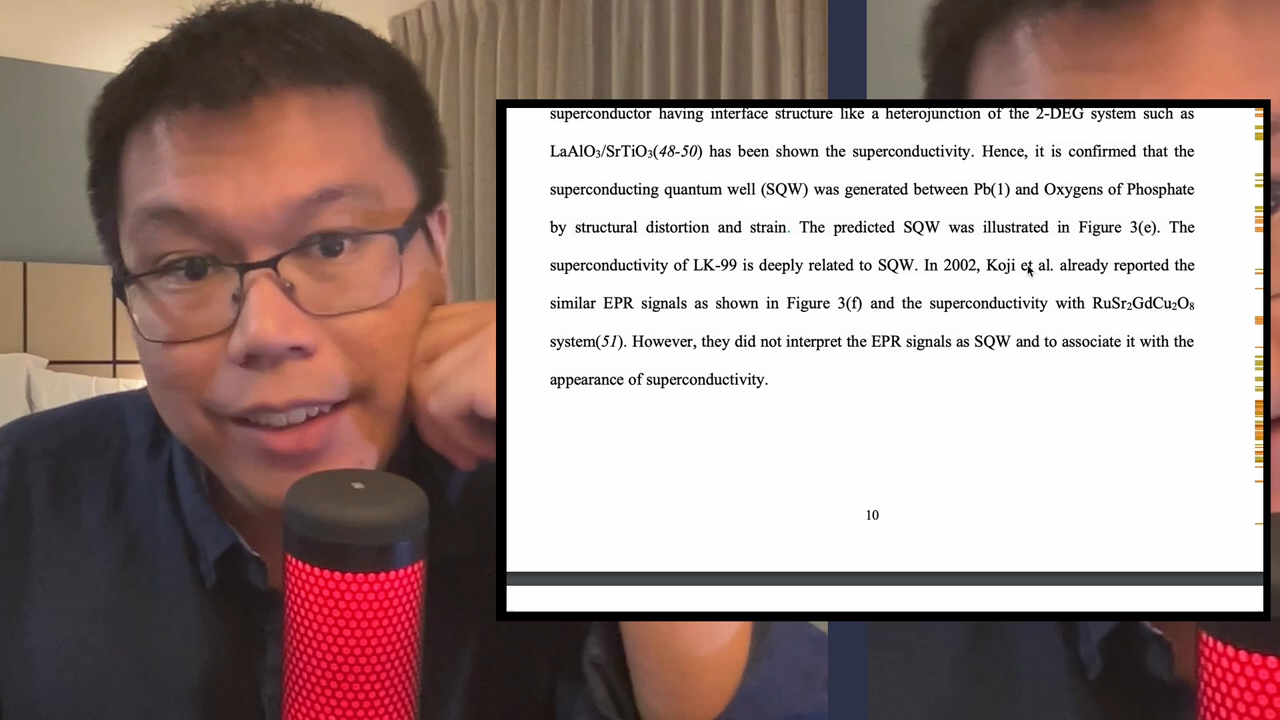 superconductor having interface structure like a heterojunction of the 2-DEG system such as
LaAlO₃/SrTiO₃(48-50) has been shown the superconductivity. Hence, it is confirmed that the
superconducting quantum well (SQW) was generated between Pb(1) and Oxygens of Phosphate
by structural distortion and strain. The predicted SQW was illustrated in Figure 3(e). The
superconductivity of LK-99 is deeply related to SQW. In 2002, Koji et al. already reported the
similar EPR signals as shown in Figure 3(f) and the superconductivity with RuSr₂GdCu₂O₈
system(51). However, they did not interpret the EPR signals as SQW and to associate it with the
appearance of superconductivity.
10